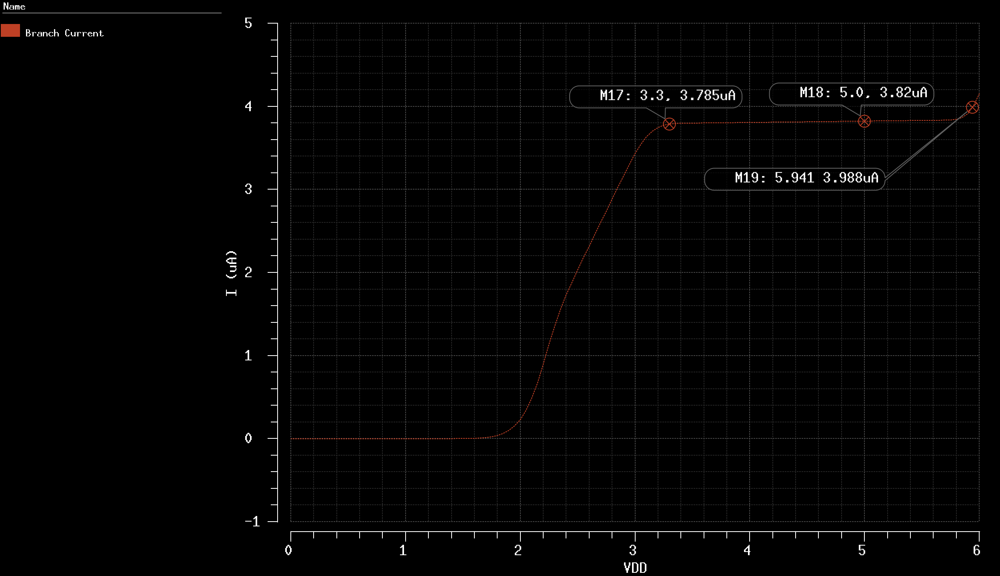 Name
Branch Current
5
4
3
2
1
0
-1
I (uA)
M17: 3.3, 3.785uA
M18: 5.0, 3.82uA
M19: 5.941 3.988uA
0 1 2 3 4 5 6
VDD